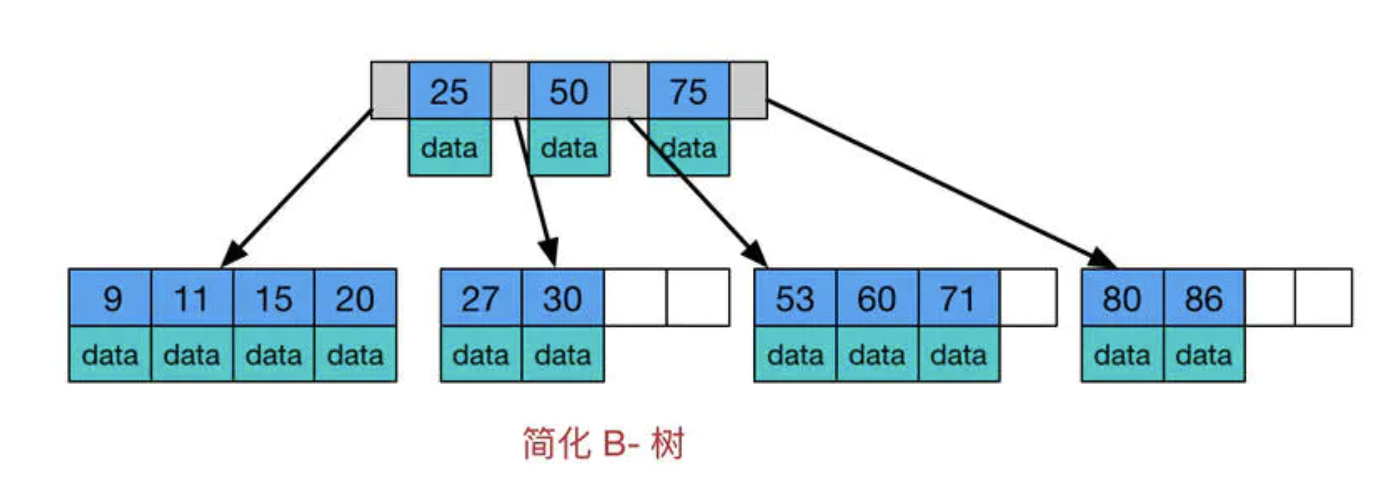 25 50 75
data data data
9 11 15 20 27 30 53 60 71 80 86
data data data data data data data data data data data
简化 B- 树